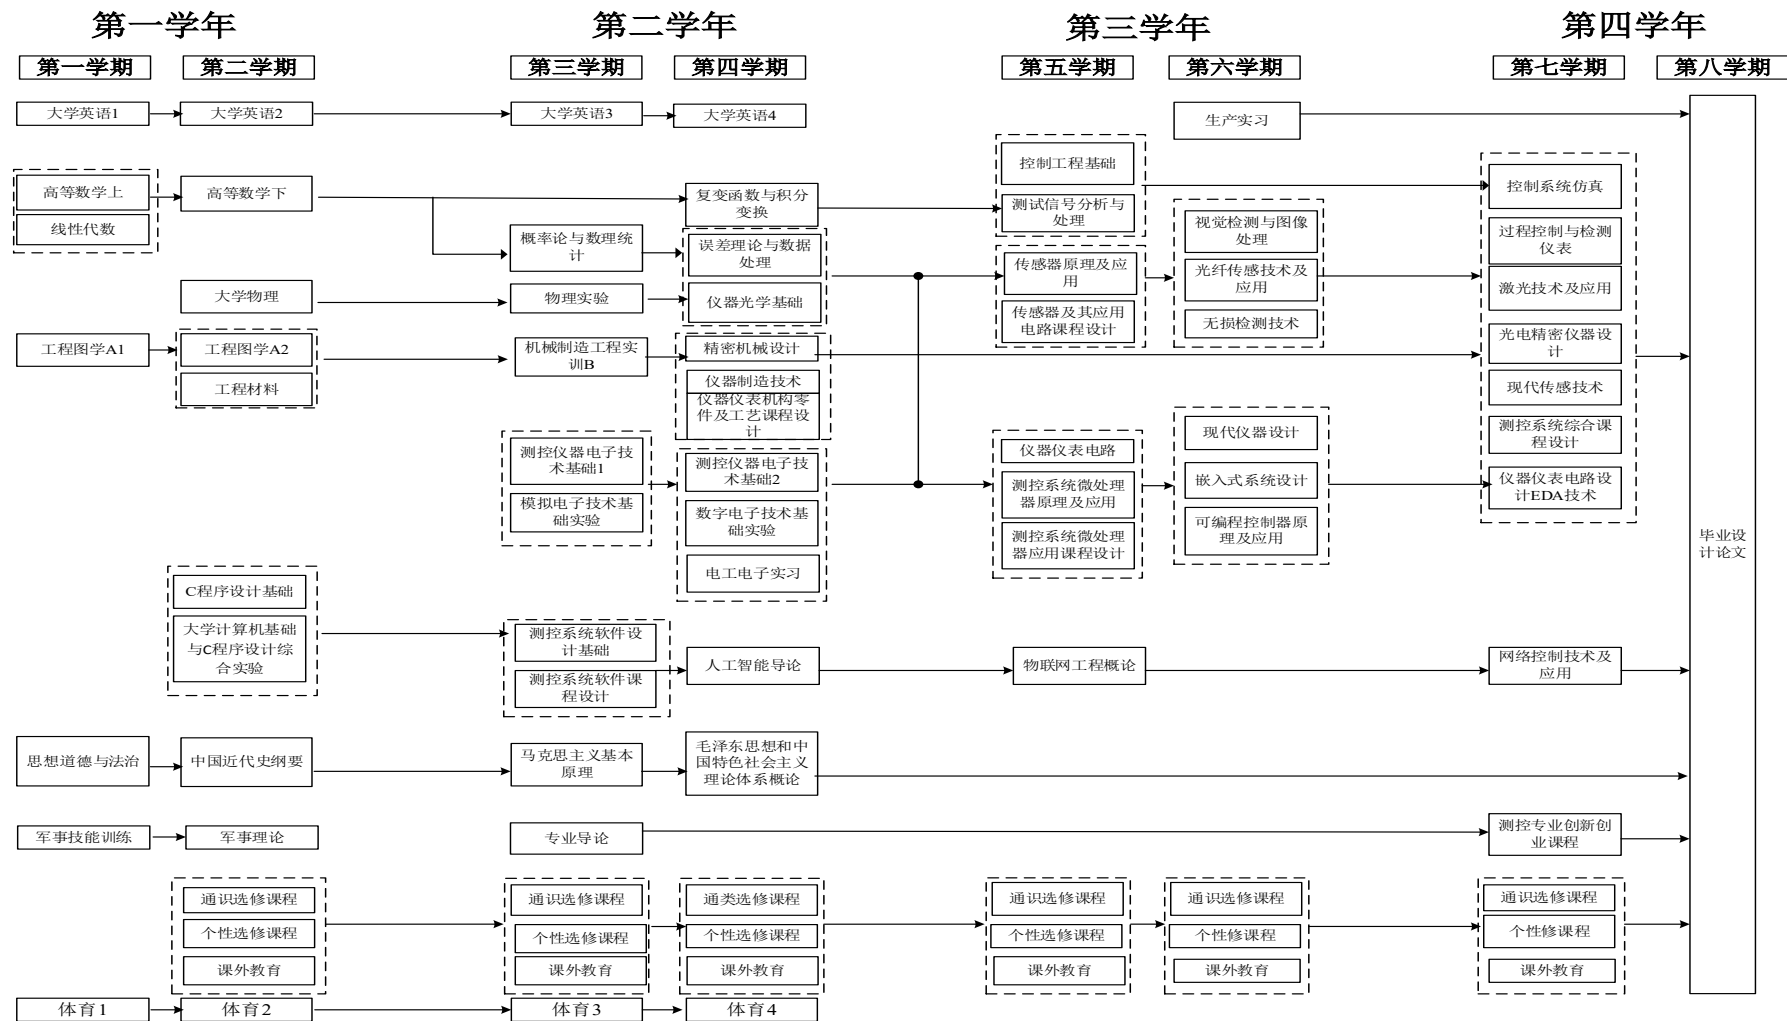 第一学年
第二学年
第三学年
第四学年
第一学期
第二学期
第三学期
第四学期
第五学期
第六学期
第七学期
第八学期
大学英语1
大学英语2
大学英语3
大学英语4
生产实习
控制工程基础
高等数学上
高等数学下
复变函数与积分
变换
测试信号分析与
处理
控制系统仿真
线性代数
概率论与数理统
计
误差理论与数据
处理
视觉检测与图像
处理
过程控制与检测
仪表
传感器原理及应
用
光纤传感技术及
应用
激光技术及应用
大学物理
物理实验
仪器光学基础
传感器及其应用
电路课程设计
无损检测技术
工程图学A1
工程图学A2
机械制造工程实
训B
精密机械设计
光电精密仪器设
计
工程材料
仪器制造技术
仪器仪表机构零
件及工艺课程设
计
现代传感技术
测控仪器电子技
术基础1
测控仪器电子技
术基础2
仪器仪表电路
现代仪器设计
测控系统综合课
程设计
模拟电子技术基
础实验
数字电子技术基
础实验
测控系统微处理
器原理及应用
嵌入式系统设计
仪器仪表电路设
计EDA技术
电工电子实习
测控系统微处理
器应用课程设计
可编程控制器原
理及应用
毕业设
计论文
C程序设计基础
大学计算机基础
与C程序设计综
合实验
测控系统软件设
计基础
测控系统软件课
程设计
人工智能导论
物联网工程概论
网络控制技术及
应用
思想道德与法治
中国近代史纲要
马克思主义基本
原理
毛泽东思想和中
国特色社会主义
理论体系概论
军事技能训练
军事理论
专业导论
测控专业创新创
业课程
通识选修课程
通识选修课程
通类选修课程
通识选修课程
通识选修课程
通识选修课程
个性选修课程
个性选修课程
个性选修课程
个性选修课程
个性修课程
个性修课程
课外教育
课外教育
课外教育
课外教育
课外教育
课外教育
体育1
体育2
体育3
体育4